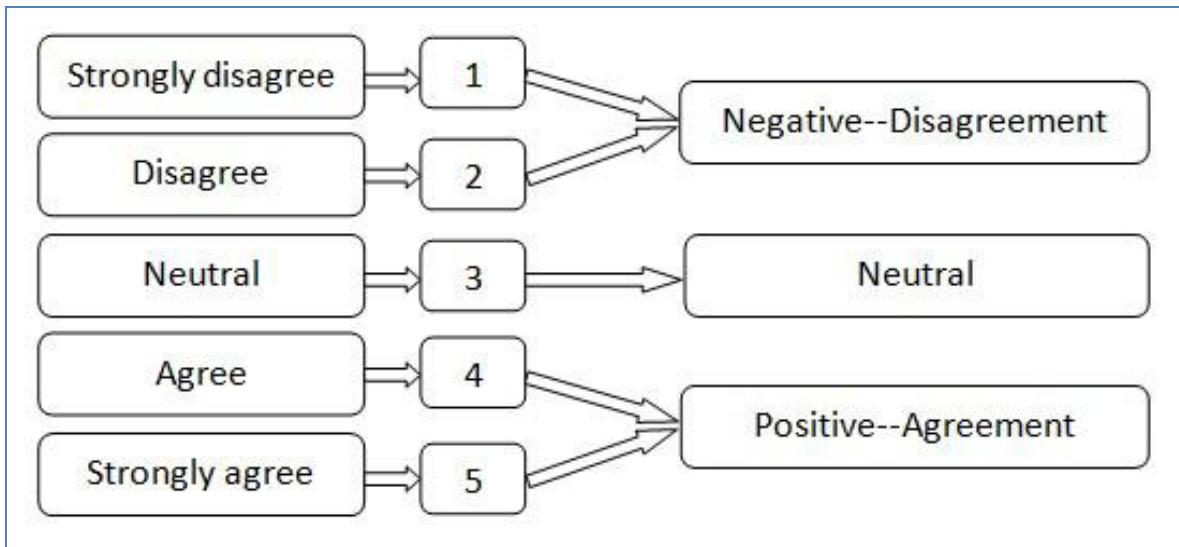 Strongly disagree
1
Negative--Disagreement
Disagree
2
Neutral
3
Neutral
Agree
4
Positive--Agreement
Strongly agree
5